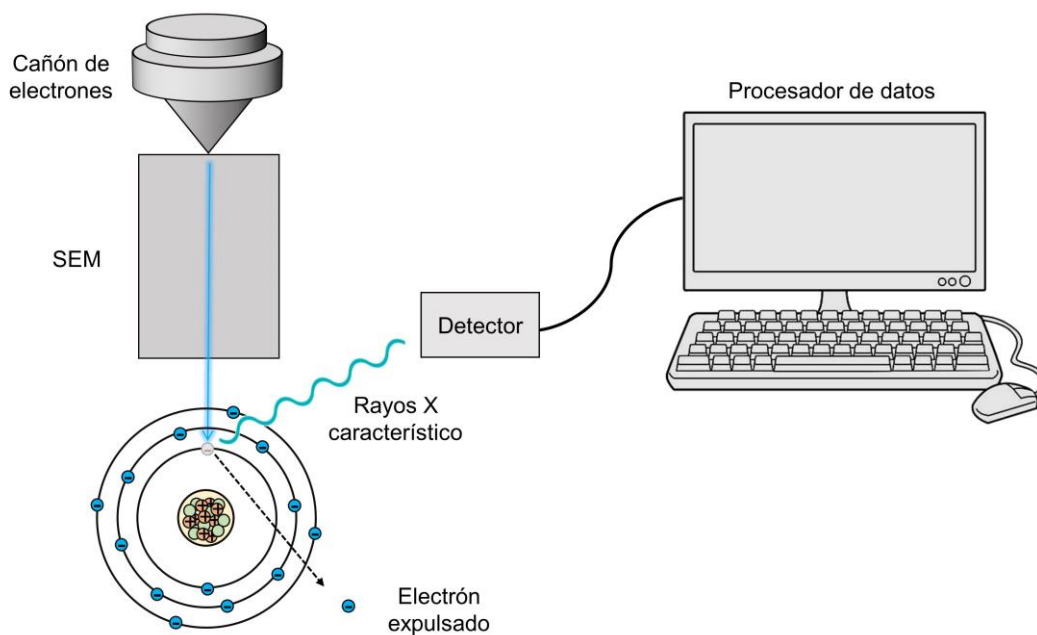 Cañón de
electrones
Procesador de datos
SEM
Detector
Rayos X
característico
Electrón
expulsado